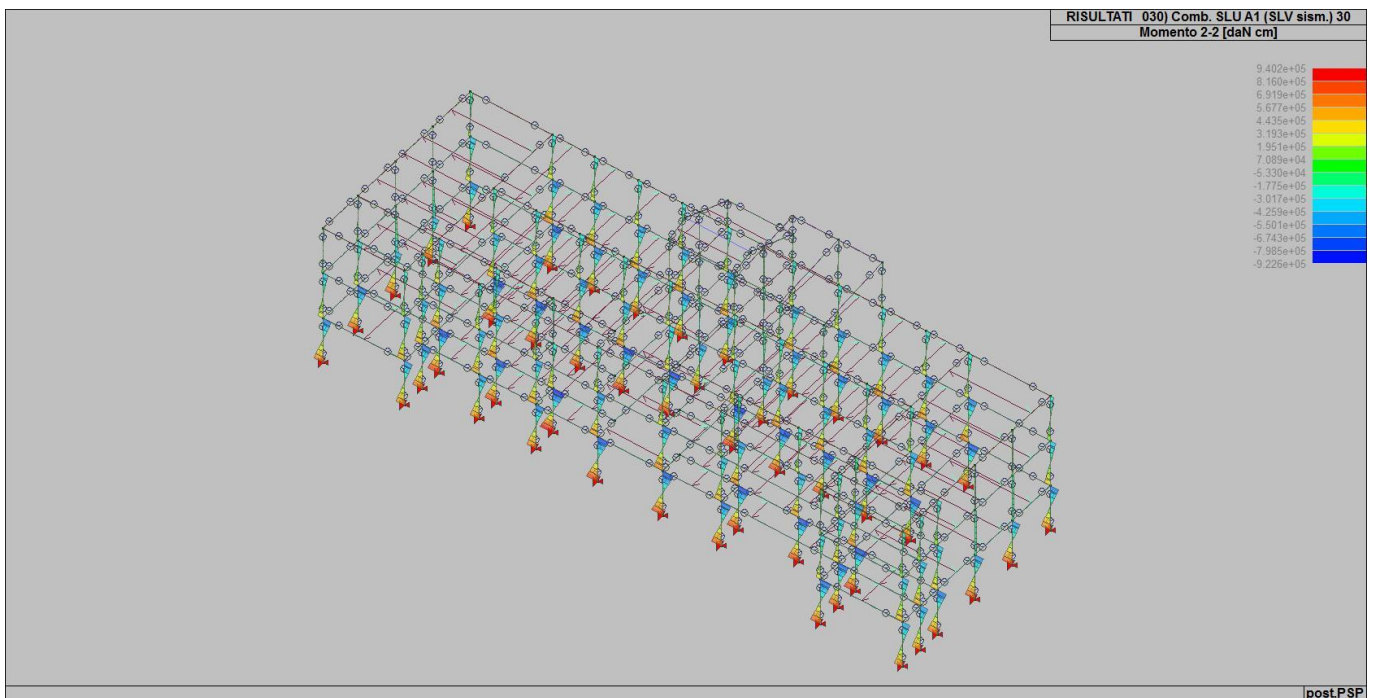 RISULTATI 030) Comb. SLU A1 (SLV sism.) 30
Momento 2-2 [daN cm]
9.402e+05
8.160e+05
6.919e+05
5.677e+05
4.435e+05
3.193e+05
1.951e+05
7.089e+04
-5.330e+04
-1.775e+05
-3.017e+05
-4.259e+05
-5.501e+05
-6.743e+05
-7.985e+05
-9.226e+05
post.PSP